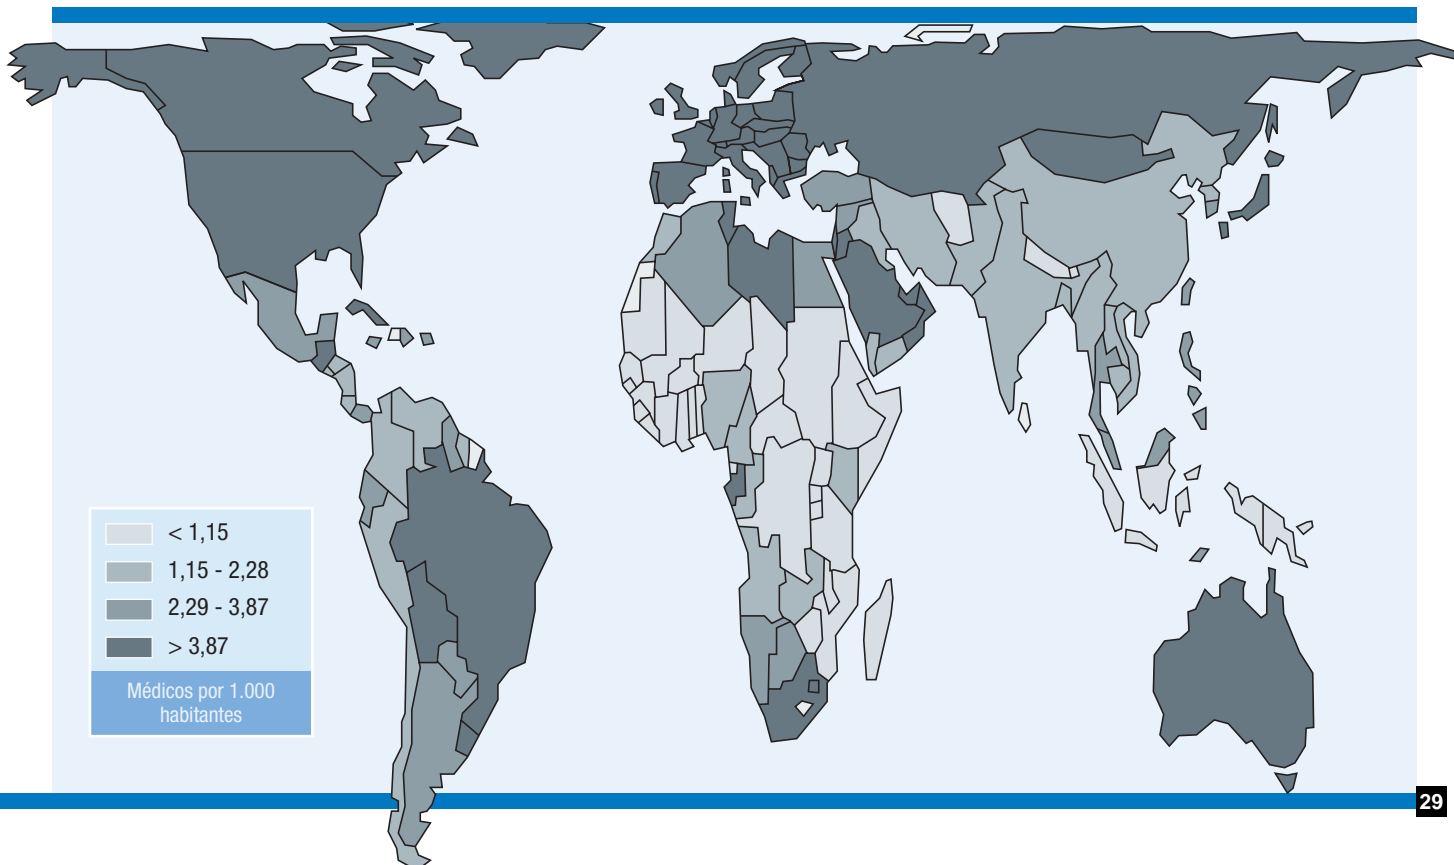 < 1,15
1,15 - 2,28
2,29 - 3,87
> 3,87
Médicos por 1.000
habitantes
29